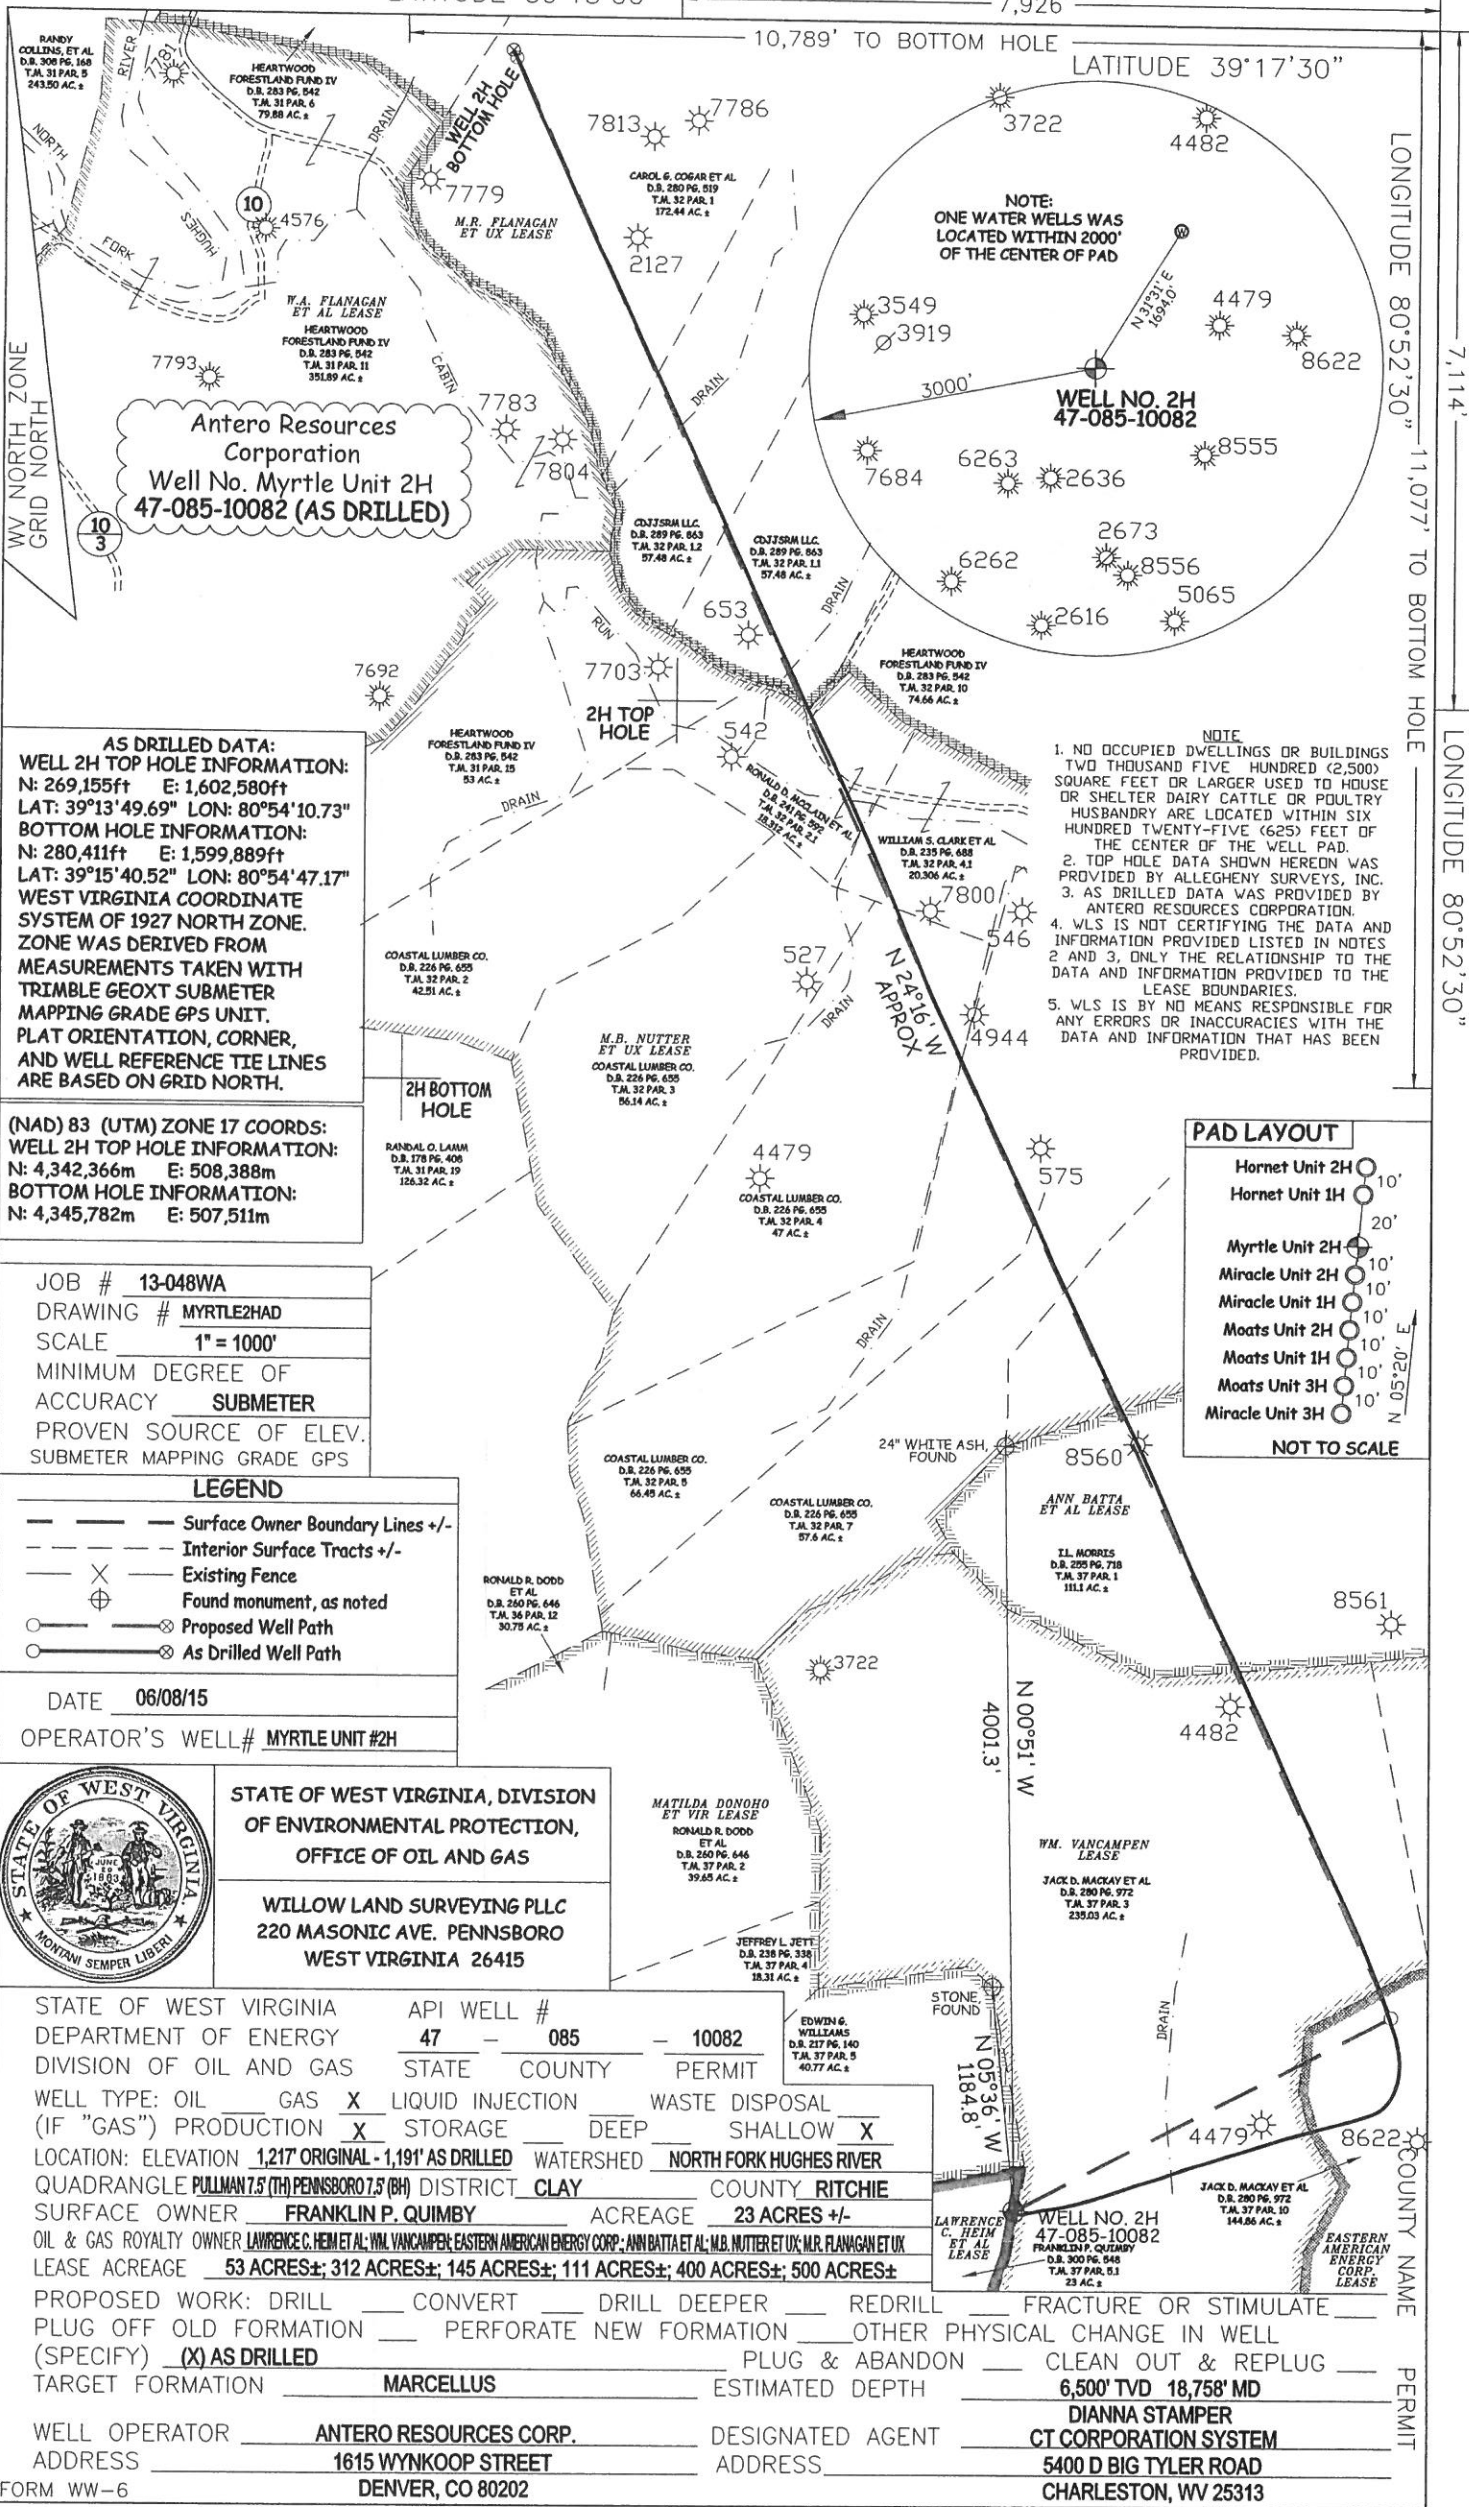 7,926
10,789' TO BOTTOM HOLE
LATITUDE 39°17'30"
LONGITUDE 80°52'30"
7,114'
11,077' TO BOTTOM HOLE
LONGITUDE 80°52'30"
RANDY
COLLINS, ET AL
D.B. 308 PG. 168
T.M. 31 PAR. 5
243.50 AC. ±
RIVER
7781
HEARTWOOD
FORESTLAND FUND IV
D.B. 283 PG. 542
T.M. 31 PAR. 6
79.88 AC. ±
DRAIN
WELL 2H
BOTTOM HOLE
NORTH
FORK
HUGHES
10
4576
7779
M.R. FLANAGAN
ET UX LEASE
7813
7786
CAROL G. COGAR ET AL
D.B. 280 PG. 519
T.M. 32 PAR. 1
172.44 AC. ±
2127
3722
4482
NOTE:
ONE WATER WELLS WAS
LOCATED WITHIN 2000'
OF THE CENTER OF PAD
W
N 31°31' E
1694.0'
3549
3919
4479
8622
3000'
WELL NO. 2H
47-085-10082
7684
6263
2636
8555
2673
8556
6262
5065
2616
W.A. FLANAGAN
ET AL LEASE
HEARTWOOD
FORESTLAND FUND IV
D.B. 283 PG. 542
T.M. 31 PAR. 11
351.89 AC. ±
7793
CABIN
RUN
WV NORTH ZONE
GRID NORTH
Antero Resources
Corporation
Well No. Myrtle Unit 2H
47-085-10082 (AS DRILLED)
10
3
7783
7804
DRAIN
CDJJSRM LLC.
D.B. 289 PG. 863
T.M. 32 PAR. 1.2
57.48 AC. ±
CDJJSRM LLC.
D.B. 289 PG. 863
T.M. 32 PAR. 1.1
57.48 AC. ±
DRAIN
653
7703
7692
2H TOP
HOLE
542
HEARTWOOD
FORESTLAND FUND IV
D.B. 283 PG. 542
T.M. 32 PAR. 10
74.66 AC. ±
HEARTWOOD
FORESTLAND FUND IV
D.B. 283 PG. 542
T.M. 31 PAR. 15
53 AC. ±
DRAIN
RONALD D. MCCLAIN ET AL
D.B. 241 PG. 592
T.M. 32 PAR. 2.1
18.312 AC. ±
WILLIAM S. CLARK ET AL
D.B. 235 PG. 688
T.M. 32 PAR. 4.1
20.306 AC. ±
NOTE
1. NO OCCUPIED DWELLINGS OR BUILDINGS
TWO THOUSAND FIVE HUNDRED (2,500)
SQUARE FEET OR LARGER USED TO HOUSE
OR SHELTER DAIRY CATTLE OR POULTRY
HUSBANDRY ARE LOCATED WITHIN SIX
HUNDRED TWENTY-FIVE (625) FEET OF
THE CENTER OF THE WELL PAD.
2. TOP HOLE DATA SHOWN HEREON WAS
PROVIDED BY ALLEGHENY SURVEYS, INC.
3. AS DRILLED DATA WAS PROVIDED BY
ANTERO RESOURCES CORPORATION.
4. WLS IS NOT CERTIFYING THE DATA AND
INFORMATION PROVIDED LISTED IN NOTES
2 AND 3, ONLY THE RELATIONSHIP TO THE
DATA AND INFORMATION PROVIDED TO THE
LEASE BOUNDARIES.
5. WLS IS BY NO MEANS RESPONSIBLE FOR
ANY ERRORS OR INACCURACIES WITH THE
DATA AND INFORMATION THAT HAS BEEN
PROVIDED.
AS DRILLED DATA:
WELL 2H TOP HOLE INFORMATION:
N: 269,155ft E: 1,602,580ft
LAT: 39°13'49.69" LON: 80°54'10.73"
BOTTOM HOLE INFORMATION:
N: 280,411ft E: 1,599,889ft
LAT: 39°15'40.52" LON: 80°54'47.17"
WEST VIRGINIA COORDINATE
SYSTEM OF 1927 NORTH ZONE.
ZONE WAS DERIVED FROM
MEASUREMENTS TAKEN WITH
TRIMBLE GEOXT SUBMETER
MAPPING GRADE GPS UNIT.
PLAT ORIENTATION, CORNER,
AND WELL REFERENCE TIE LINES
ARE BASED ON GRID NORTH.
(NAD) 83 (UTM) ZONE 17 COORDS:
WELL 2H TOP HOLE INFORMATION:
N: 4,342,366m E: 508,388m
BOTTOM HOLE INFORMATION:
N: 4,345,782m E: 507,511m
7800
546
527
DRAIN
N 24°16' W
APPROX
4944
COASTAL LUMBER CO.
D.B. 226 PG. 655
T.M. 32 PAR. 2
42.51 AC. ±
M.B. NUTTER
ET UX LEASE
COASTAL LUMBER CO.
D.B. 226 PG. 655
T.M. 32 PAR. 3
56.14 AC. ±
2H BOTTOM
HOLE
RANDAL O. LAMM
D.B. 178 PG. 408
T.M. 31 PAR. 19
126.32 AC. ±
4479
COASTAL LUMBER CO.
D.B. 226 PG. 655
T.M. 32 PAR. 4
47 AC. ±
575
DRAIN
PAD LAYOUT
Hornet Unit 2H
10'
Hornet Unit 1H
20'
Myrtle Unit 2H
10'
Miracle Unit 2H
10'
Miracle Unit 1H
10'
Moats Unit 2H
10'
Moats Unit 1H
10'
Moats Unit 3H
10'
Miracle Unit 3H
N 05°20' E
NOT TO SCALE
JOB # 13-048WA
DRAWING # MYRTLE2HAD
SCALE 1" = 1000'
MINIMUM DEGREE OF
ACCURACY SUBMETER
PROVEN SOURCE OF ELEV.
SUBMETER MAPPING GRADE GPS
LEGEND
Surface Owner Boundary Lines +/-
Interior Surface Tracts +/-
Existing Fence
Found monument, as noted
Proposed Well Path
As Drilled Well Path
DATE 06/08/15
OPERATOR'S WELL# MYRTLE UNIT #2H
24" WHITE ASH,
FOUND
8560
COASTAL LUMBER CO.
D.B. 226 PG. 655
T.M. 32 PAR. 5
66.45 AC. ±
COASTAL LUMBER CO.
D.B. 226 PG. 655
T.M. 32 PAR. 7
57.6 AC. ±
ANN BATTA
ET AL LEASE
I.L. MORRIS
D.B. 255 PG. 718
T.M. 37 PAR. 1
111.1 AC. ±
RONALD R. DODD
ET AL
D.B. 260 PG. 646
T.M. 36 PAR. 12
30.75 AC. ±
8561
3722
4482
N 00°51' W
4001.3'
STATE OF WEST VIRGINIA
JUNE
20
1863
MONTANI SEMPER LIBERI
STATE OF WEST VIRGINIA, DIVISION
OF ENVIRONMENTAL PROTECTION,
OFFICE OF OIL AND GAS
WILLOW LAND SURVEYING PLLC
220 MASONIC AVE. PENNSBORO
WEST VIRGINIA 26415
MATILDA DONOHO
ET VIR LEASE
RONALD R. DODD
ET AL
D.B. 260 PG. 646
T.M. 37 PAR. 2
39.65 AC. ±
WM. VANCAMPEN
LEASE
JACK D. MACKAY ET AL
D.B. 280 PG. 972
T.M. 37 PAR. 3
235.03 AC. ±
JEFFREY L. JETT
D.B. 238 PG. 338
T.M. 37 PAR. 4
18.31 AC. ±
STONE,
FOUND
EDWIN G.
WILLIAMS
D.B. 217 PG. 140
T.M. 37 PAR. 5
40.77 AC. ±
N 05°36' W
1184.8'
DRAIN
4479
8622
JACK D. MACKAY ET AL
D.B. 280 PG. 972
T.M. 37 PAR. 10
144.86 AC. ±
WELL NO. 2H
47-085-10082
FRANKLIN P. QUIMBY
D.B. 300 PG. 648
T.M. 37 PAR. 5.1
23 AC. ±
LAWRENCE
C. HEIM
ET AL
LEASE
EASTERN
AMERICAN
ENERGY
CORP.
LEASE
STATE OF WEST VIRGINIA
DEPARTMENT OF ENERGY
DIVISION OF OIL AND GAS
API WELL #
47 – 085 – 10082
STATE COUNTY PERMIT
WELL TYPE: OIL GAS X LIQUID INJECTION WASTE DISPOSAL
(IF "GAS") PRODUCTION X STORAGE DEEP SHALLOW X
LOCATION: ELEVATION 1,217' ORIGINAL - 1,191' AS DRILLED WATERSHED NORTH FORK HUGHES RIVER
QUADRANGLE PULLMAN 7.5' (TH) PENNSBORO 7.5' (BH) DISTRICT CLAY COUNTY RITCHIE
SURFACE OWNER FRANKLIN P. QUIMBY ACREAGE 23 ACRES +/-
OIL & GAS ROYALTY OWNER LAWRENCE C. HEIM ET AL; WM. VANCAMPEN; EASTERN AMERICAN ENERGY CORP.; ANN BATTA ET AL; M.B. NUTTER ET UX; M.R. FLANAGAN ET UX
LEASE ACREAGE 53 ACRES±; 312 ACRES±; 145 ACRES±; 111 ACRES±; 400 ACRES±; 500 ACRES±
PROPOSED WORK: DRILL CONVERT DRILL DEEPER REDRILL FRACTURE OR STIMULATE
PLUG OFF OLD FORMATION PERFORATE NEW FORMATION OTHER PHYSICAL CHANGE IN WELL
(SPECIFY) (X) AS DRILLED PLUG & ABANDON CLEAN OUT & REPLUG
TARGET FORMATION MARCELLUS ESTIMATED DEPTH 6,500' TVD 18,758' MD
WELL OPERATOR ANTERO RESOURCES CORP.
ADDRESS 1615 WYNKOOP STREET
DENVER, CO 80202
DESIGNATED AGENT DIANNA STAMPER
CT CORPORATION SYSTEM
ADDRESS 5400 D BIG TYLER ROAD
CHARLESTON, WV 25313
FORM WW-6
COUNTY NAME
PERMIT